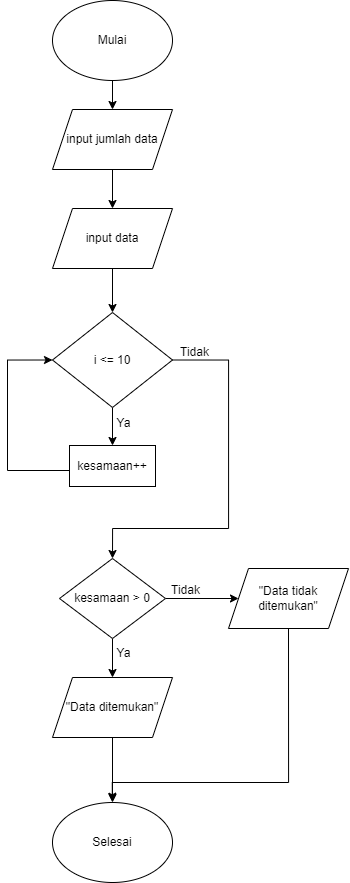 Mulai
input jumlah data
input data
i <= 10
Tidak
Ya
kesamaan++
kesamaan > 0
Tidak
"Data tidak
ditemukan"
Ya
"Data ditemukan"
Selesai